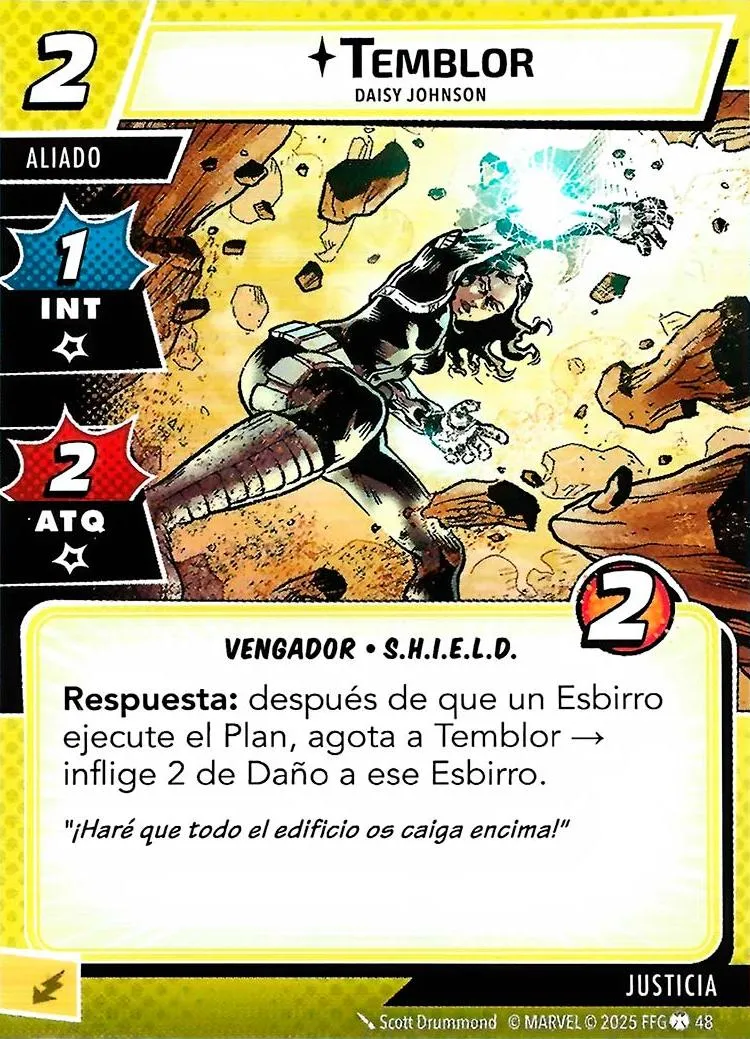 2
TEMBLOR
DAISY JOHNSON
ALIADO
1
INT
2
ATQ
2
VENGADOR • S.H.I.E.L.D.
Respuesta: después de que un Esbirro
ejecute el Plan, agota a Temblor →
inflige 2 de Daño a ese Esbirro.
"¡Haré que todo el edificio os caiga encima!"
JUSTICIA
Scott Drummond © MARVEL © 2025 FFG 48